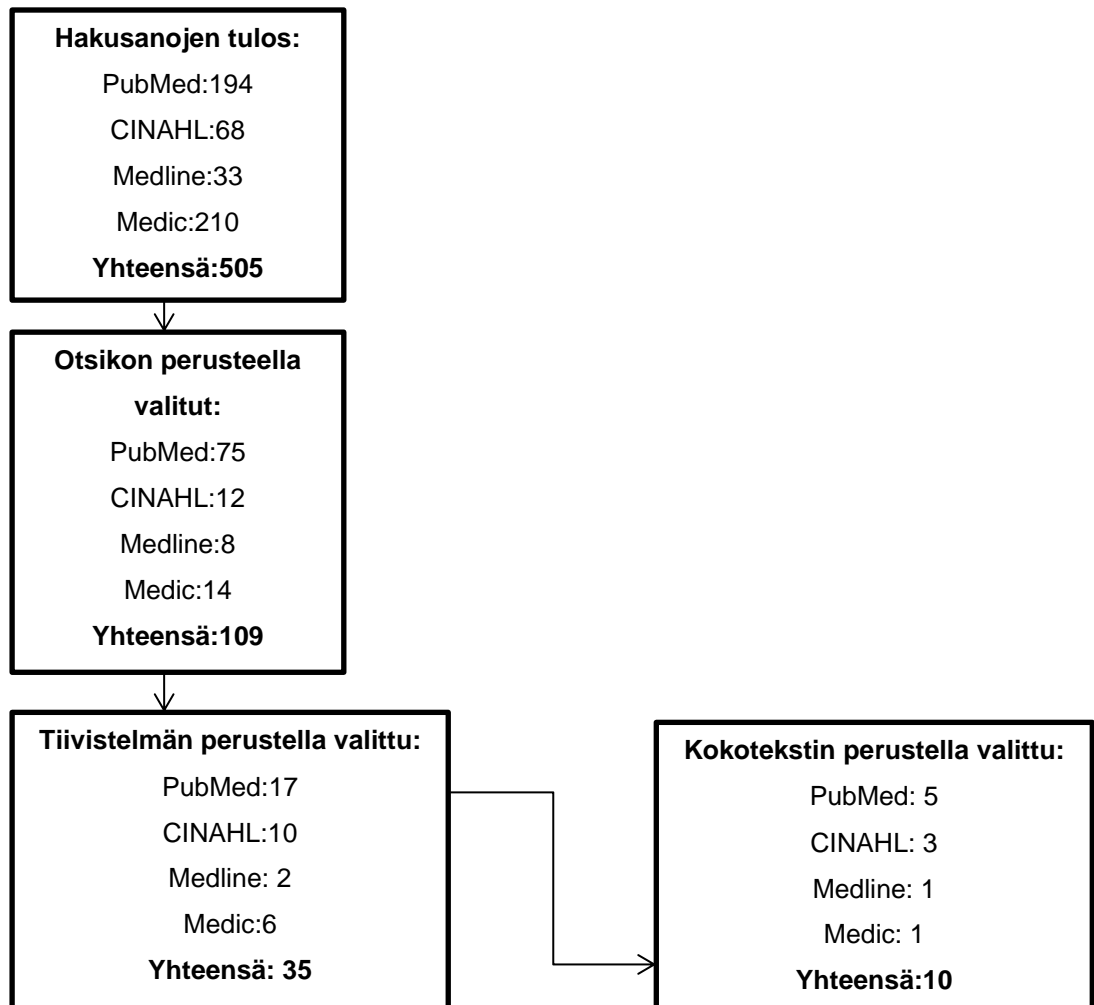 Hakusanojen tulos:
PubMed:194
CINAHL:68
Medline:33
Medic:210
Yhteensä:505
Otsikon perusteella
valitut:
PubMed:75
CINAHL:12
Medline:8
Medic:14
Yhteensä:109
Tiivistelmän perustella valittu:
PubMed:17
CINAHL:10
Medline: 2
Medic:6
Yhteensä: 35
Kokotekstin perustella valittu:
PubMed: 5
CINAHL: 3
Medline: 1
Medic: 1
Yhteensä:10